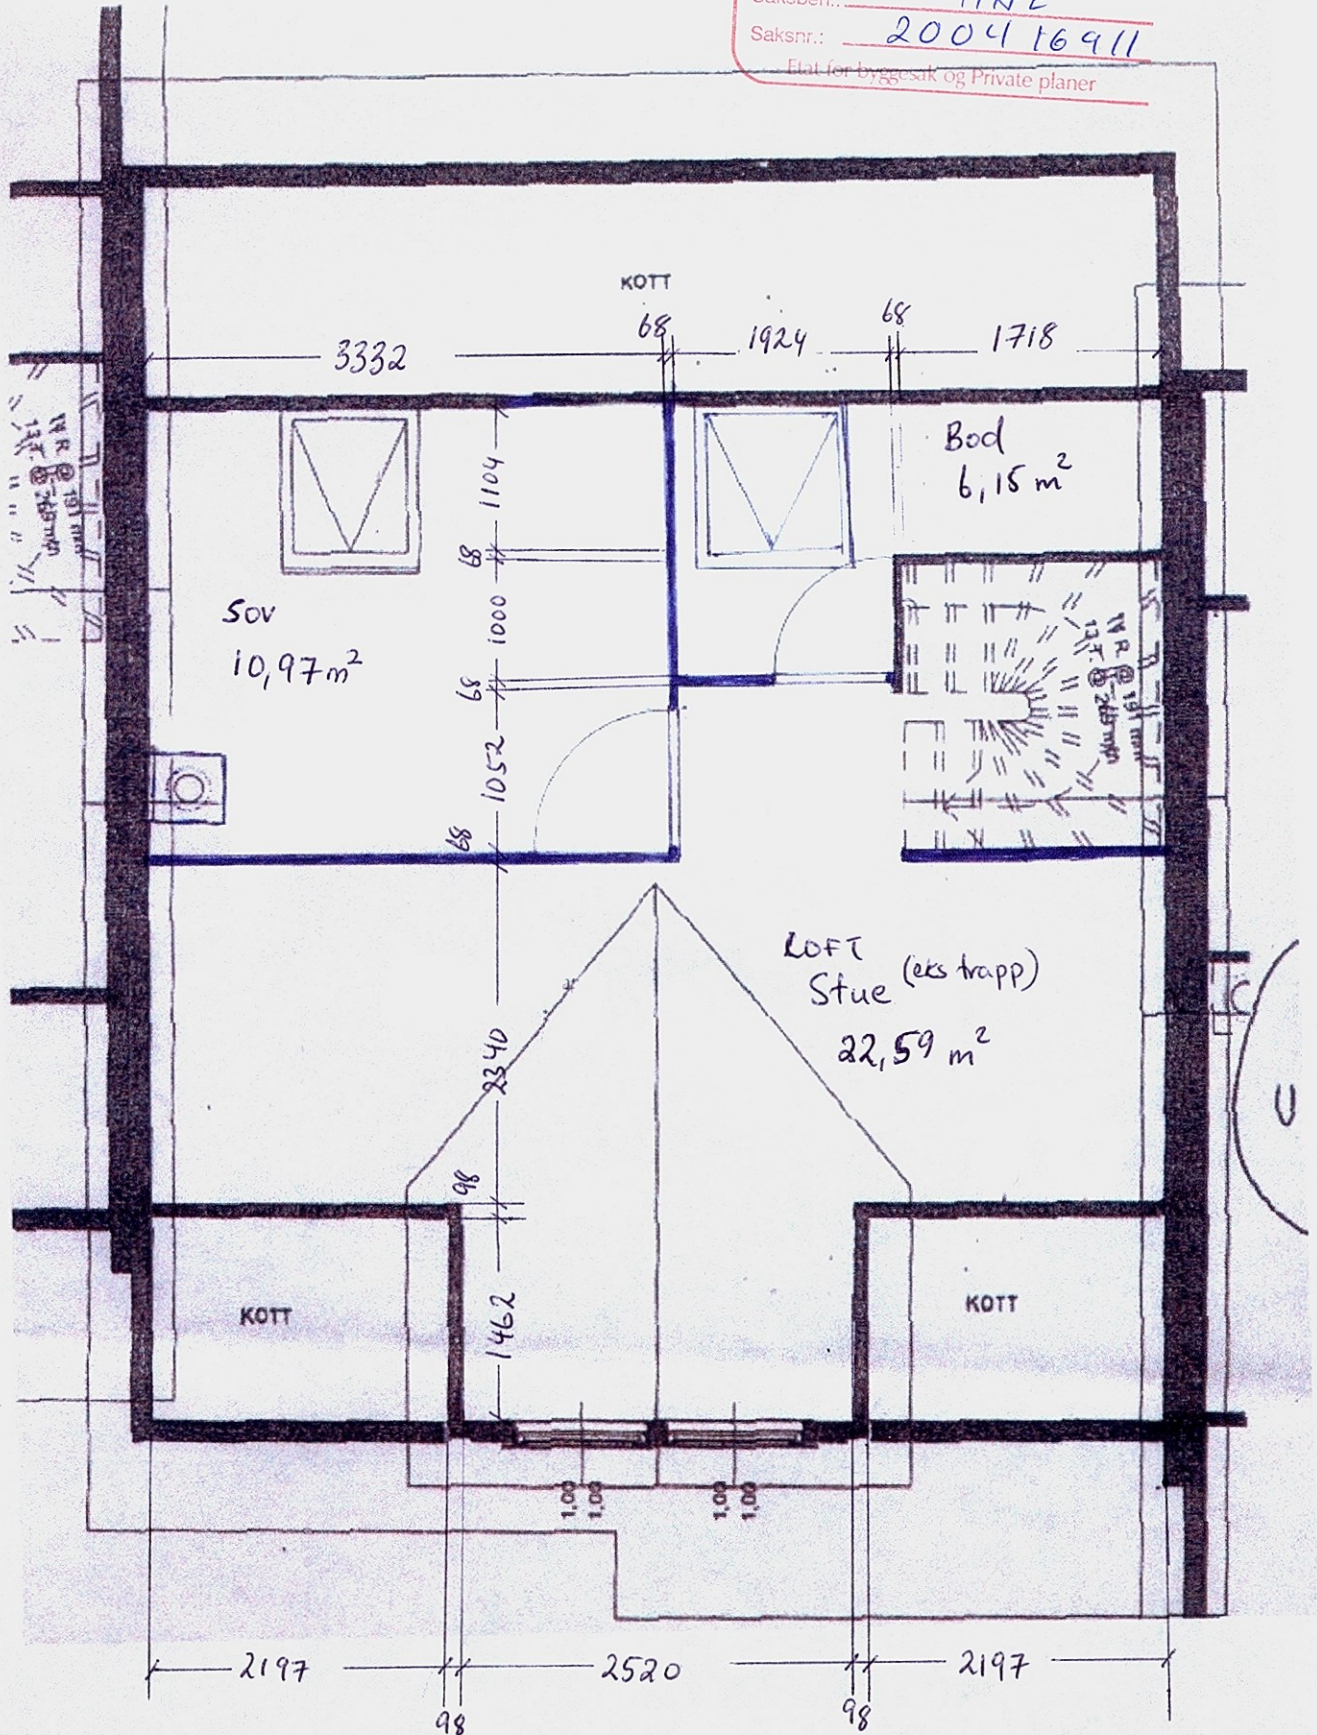 Saksnr.: 200416911
Etat for byggesak og Private planer
KOTT
3332
68
1924
68
1718
Bod
6,15 m²
1104
68
SOV
10,97 m²
1000
68
1052
68
LOFT
Stue (eks trapp)
22,59 m²
2340
98
U
KOTT
KOTT
1462
1,00
1,00
1,00
1,00
2197
2520
2197
98
98